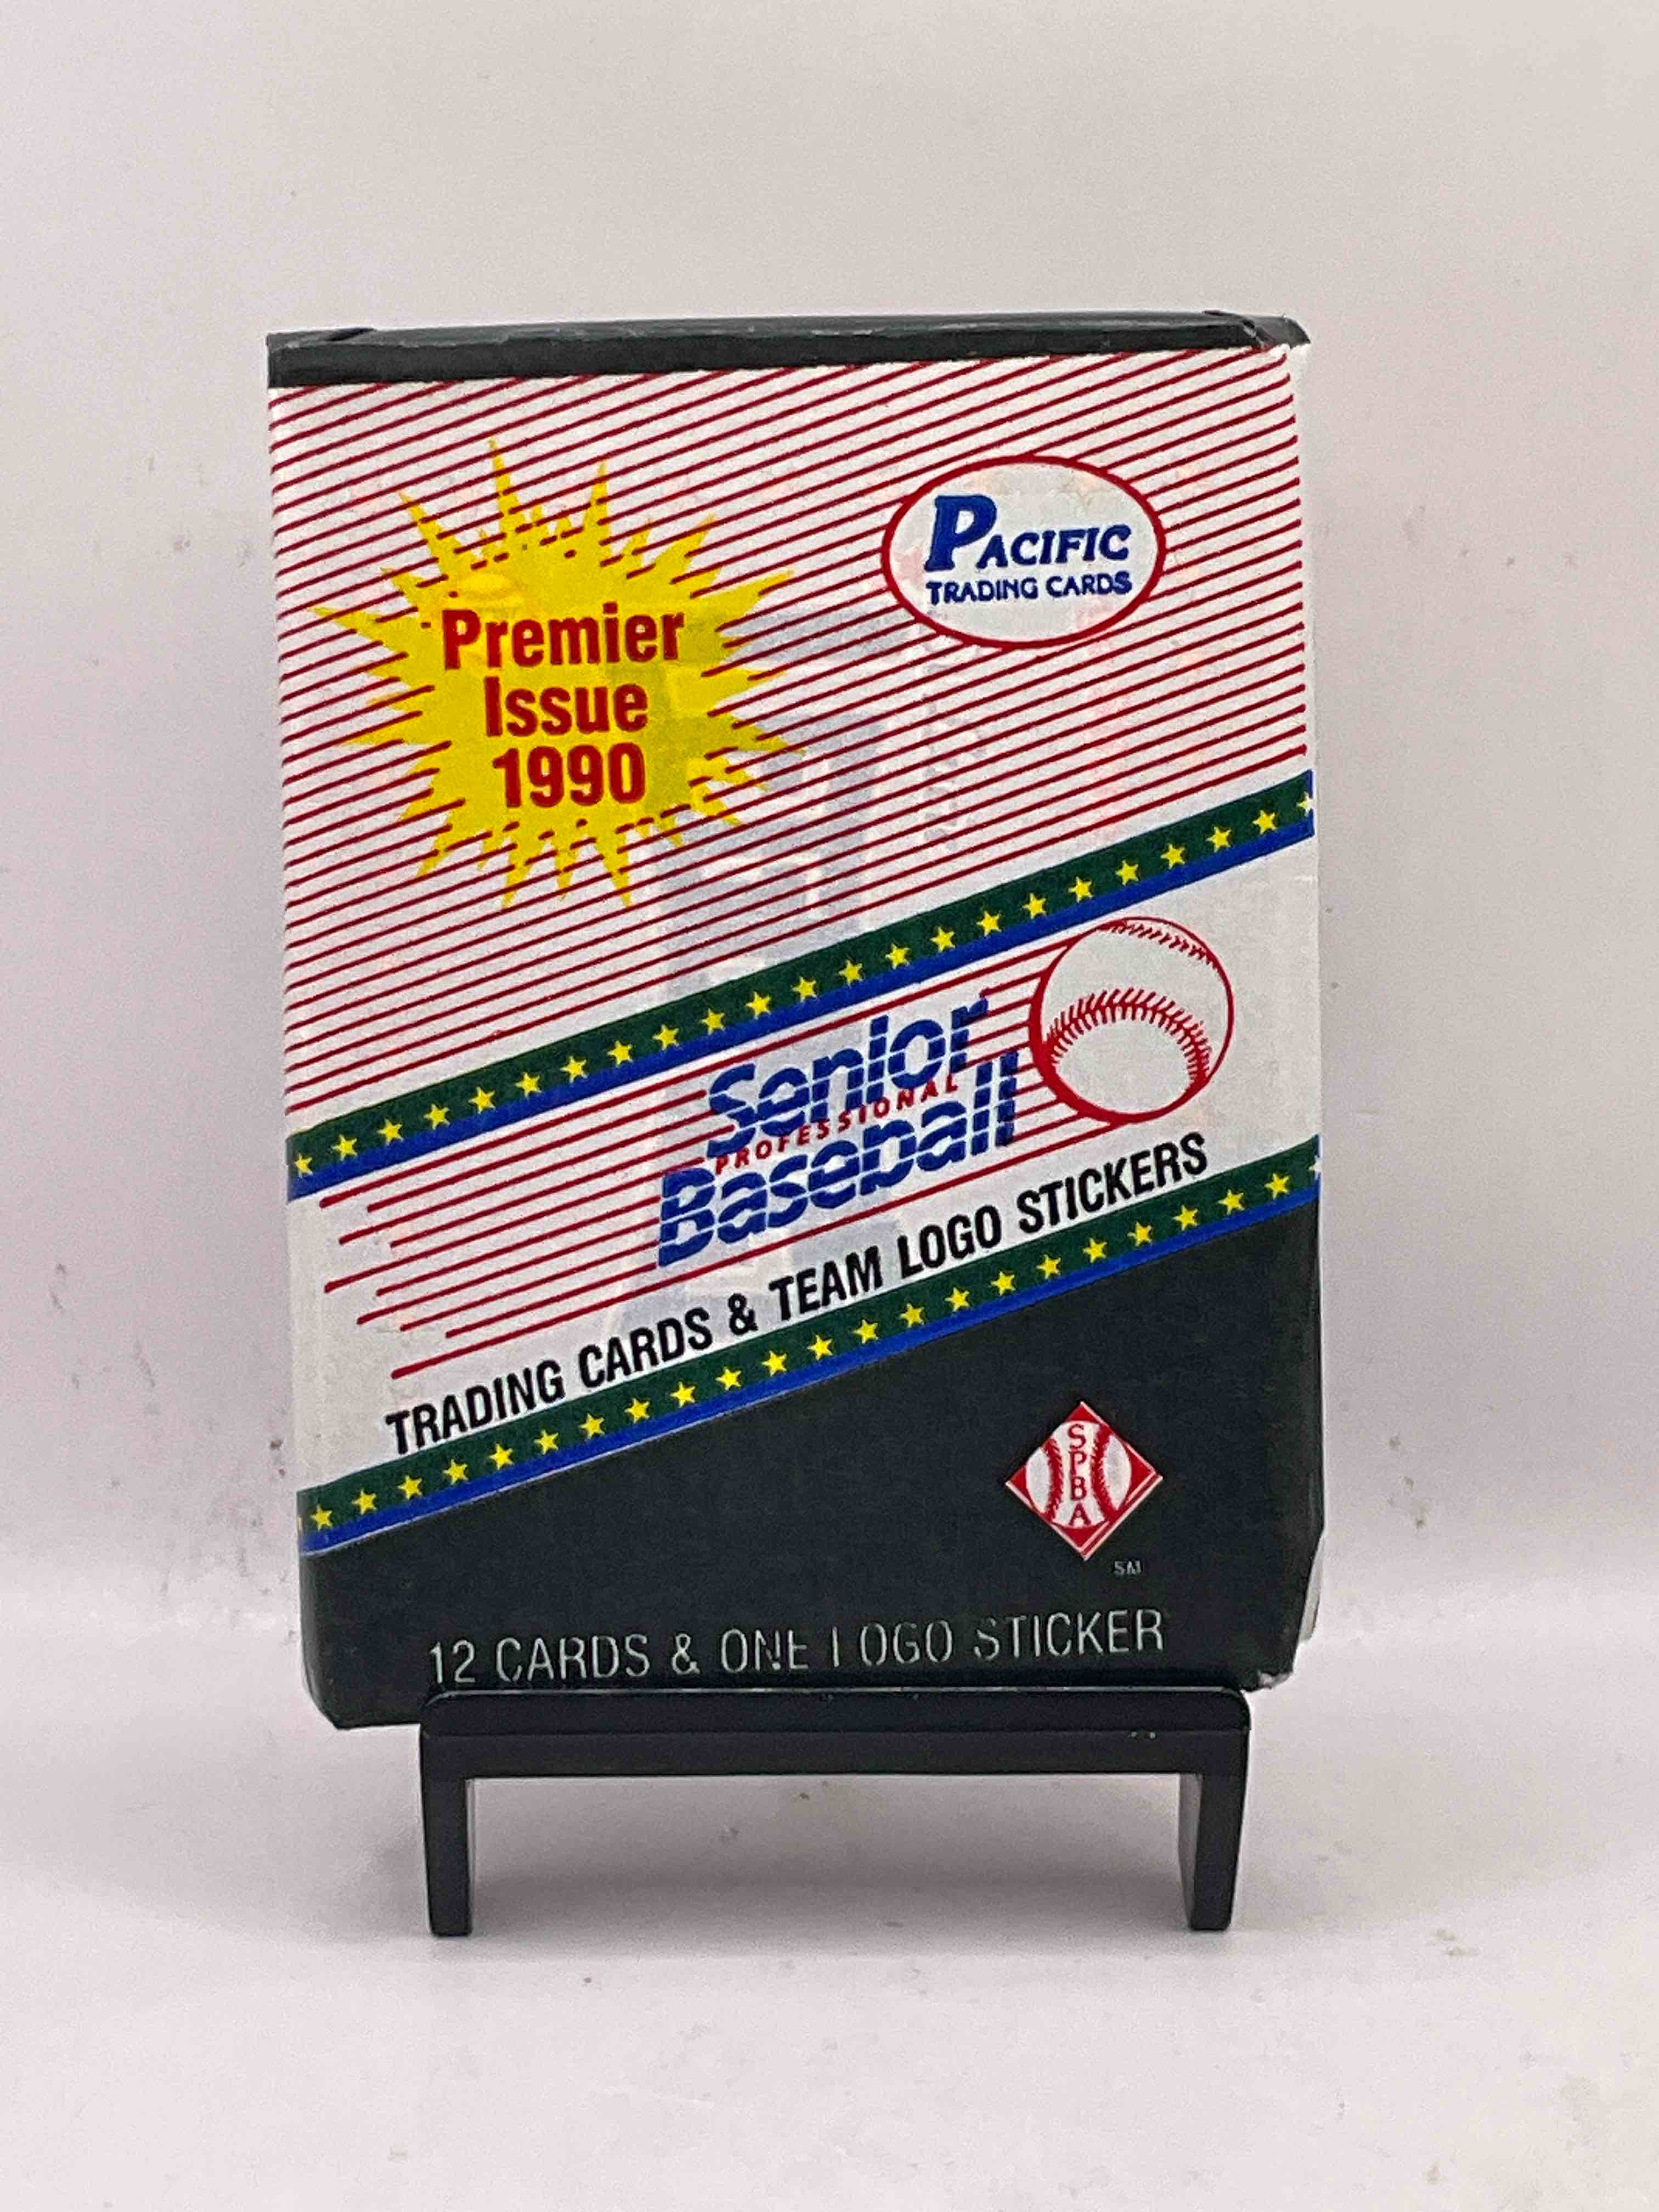 Premier
Issue
1990
PACIFIC
TRADING CARDS
Senior
PROFESSIONAL
Baseball
TRADING CARDS & TEAM LOGO STICKERS
SPBA
SM
12 CARDS & ONE LOGO STICKER